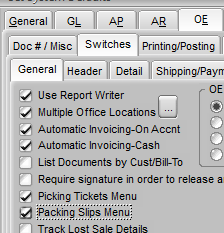 General GL AP AR OE
Doc # / Misc Switches Printing/Posting
General Header Detail Shipping/Paym
Use Report Writer OE
Multiple Office Locations ...
Automatic Invoicing-On Accnt
Automatic Invoicing-Cash
List Documents by Cust/Bill-To
Require signature in order to release a
Picking Tickets Menu
Packing Slips Menu
Track Lost Sale Details